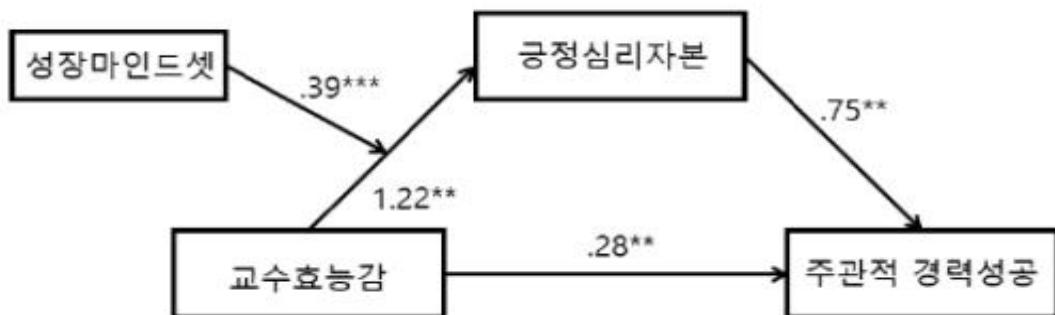 성장마인드셋
긍정심리자본
.39***
.75**
1.22**
.28**
교수효능감
주관적 경력성공